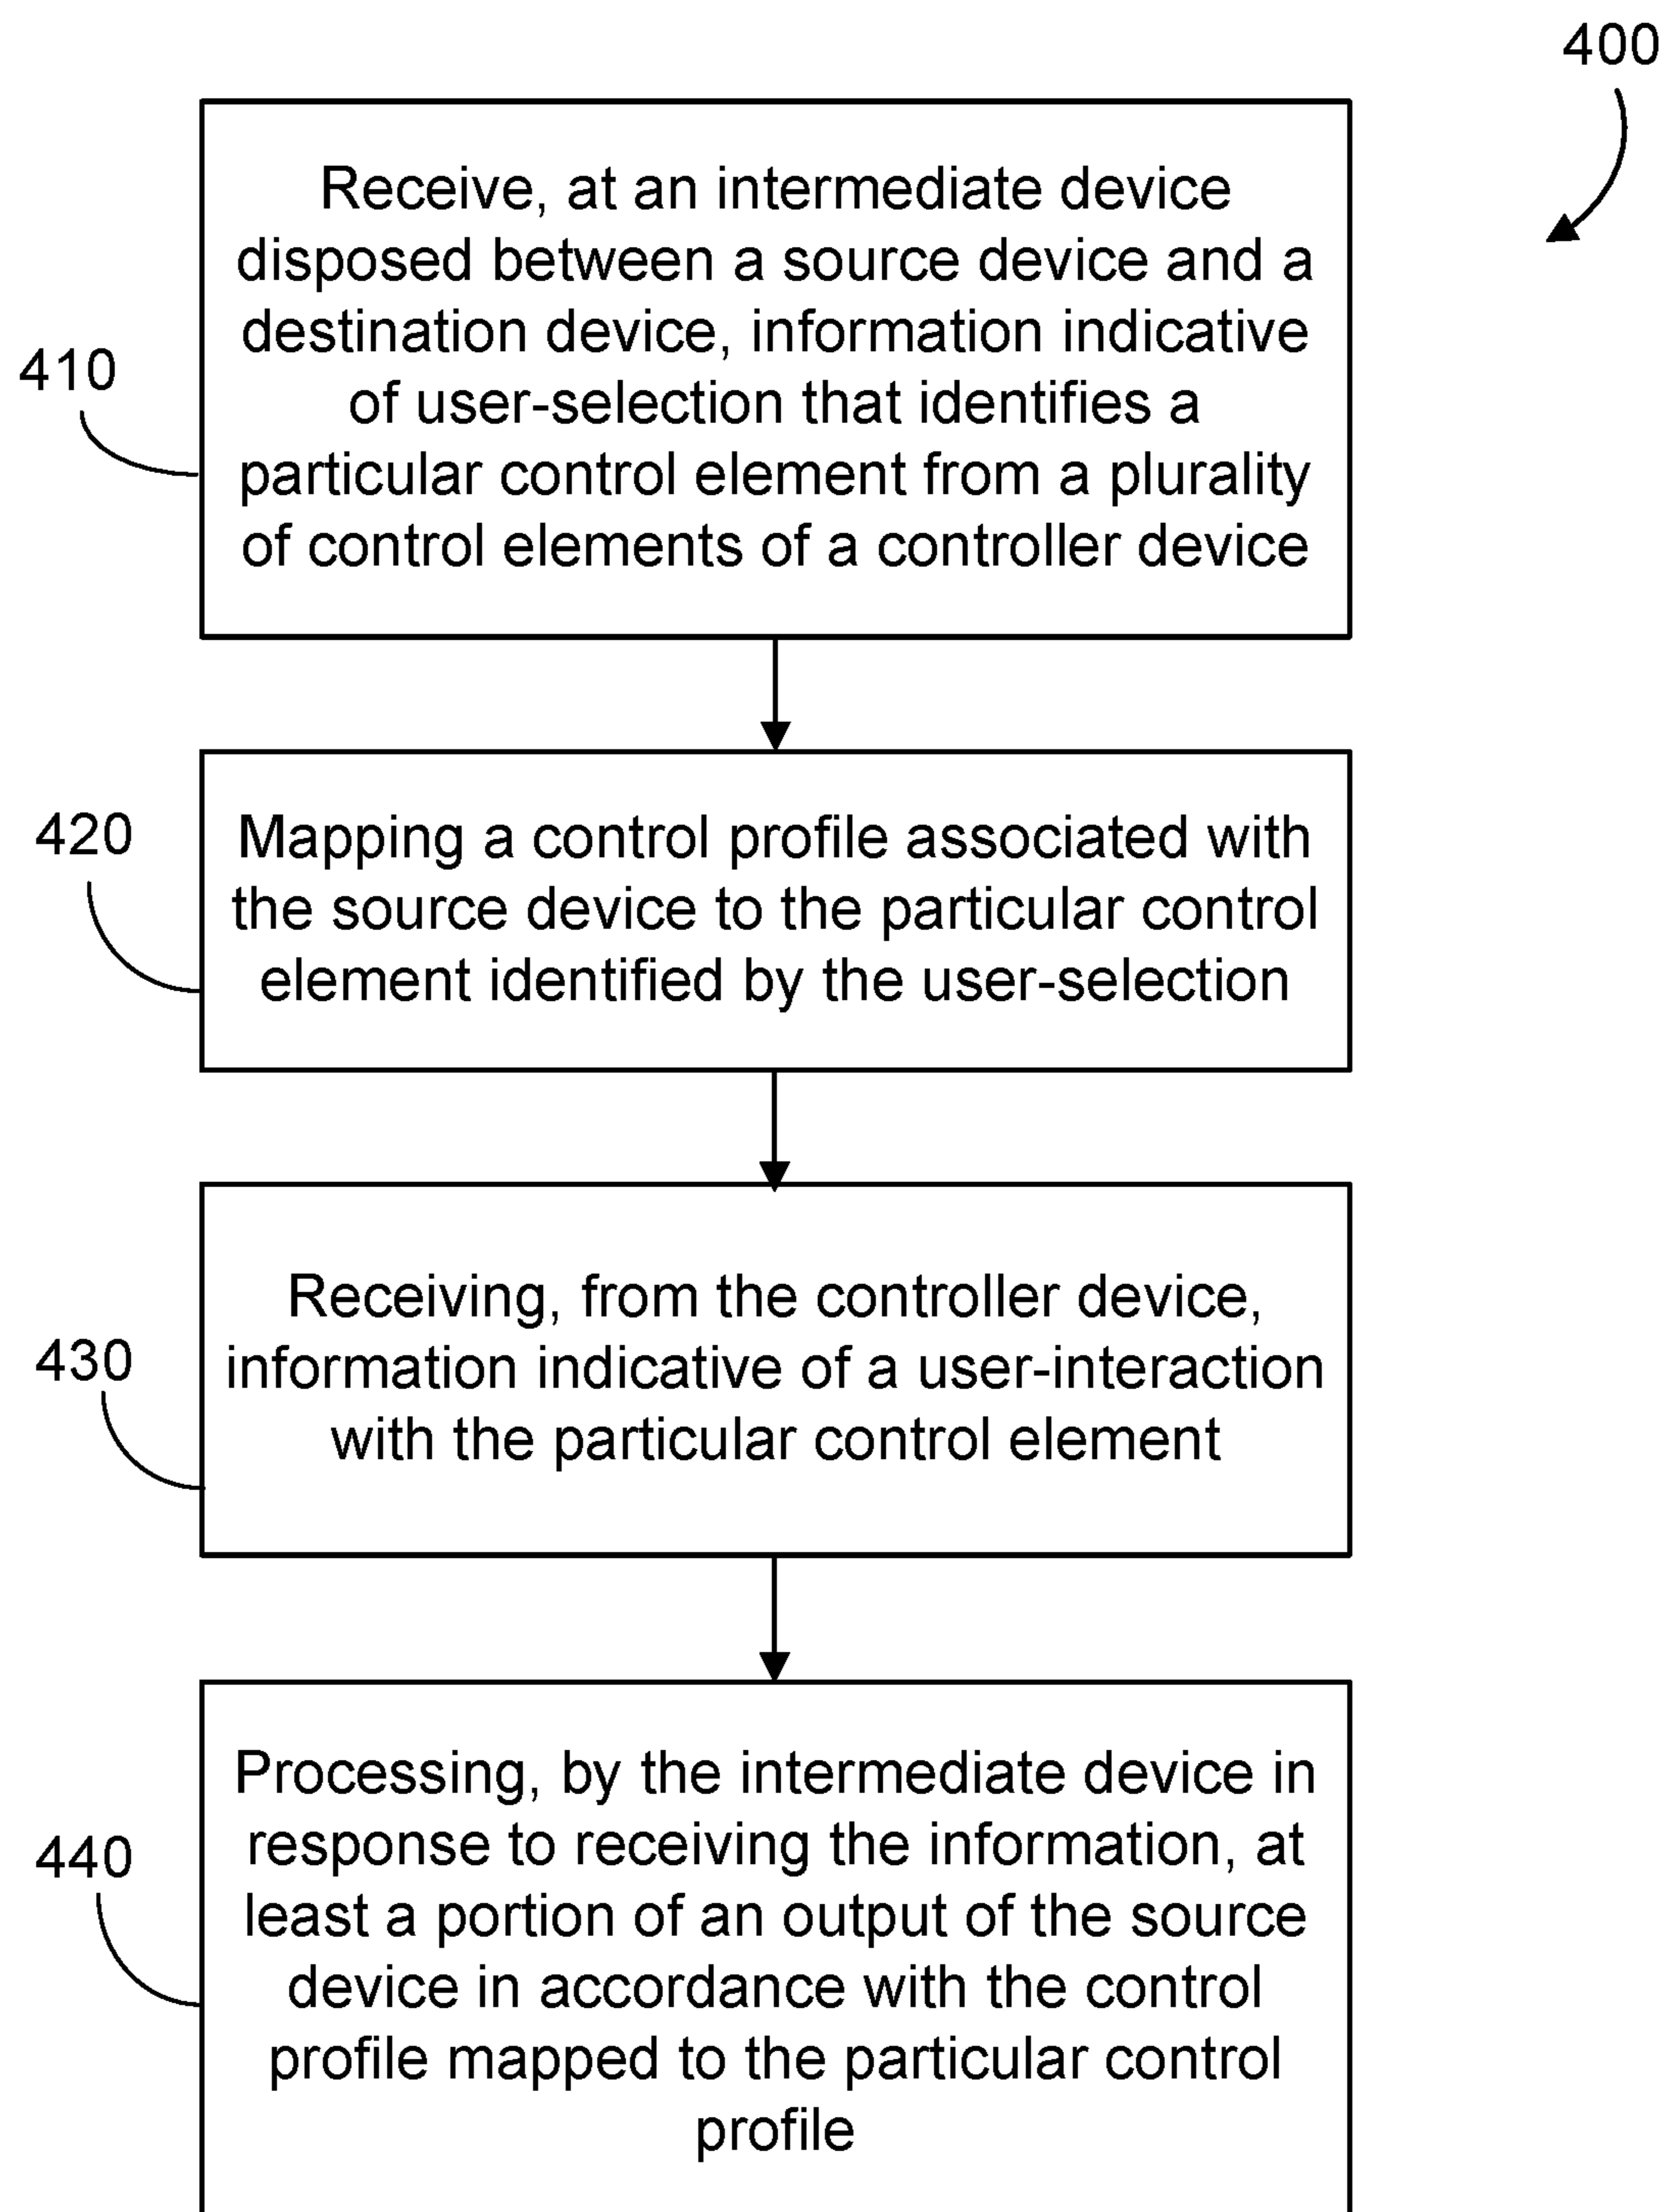 400
Receive, at an intermediate device
disposed between a source device and a
destination device, information indicative
of user-selection that identifies a
particular control element from a plurality
of control elements of a controller device
410
Mapping a control profile associated with
the source device to the particular control
element identified by the user-selection
420
Receiving, from the controller device,
information indicative of a user-interaction
with the particular control element
430
Processing, by the intermediate device in
response to receiving the information, at
least a portion of an output of the source
device in accordance with the control
profile mapped to the particular control
profile
440